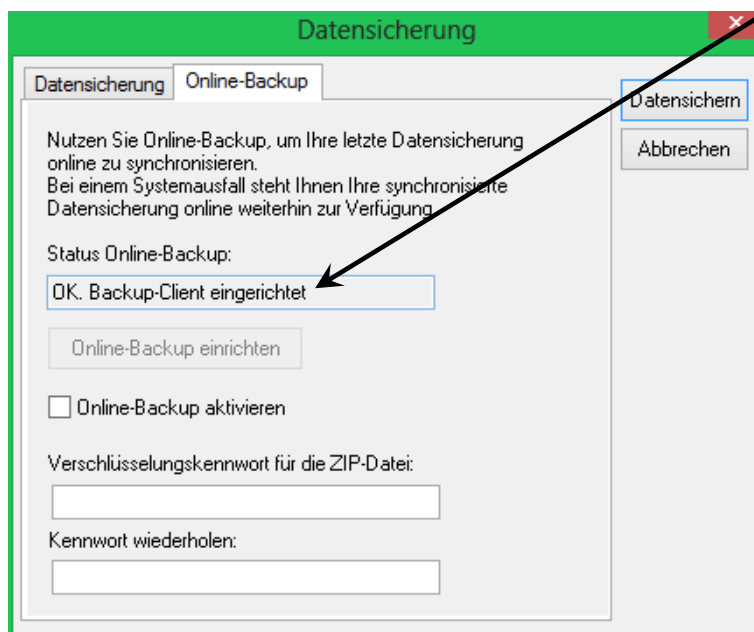 Datensicherung
Datensicherung
Online-Backup
Datensichern
Abbrechen
Nutzen Sie Online-Backup, um Ihre letzte Datensicherung
online zu synchronisieren.
Bei einem Systemausfall steht Ihnen Ihre synchronisierte
Datensicherung online weiterhin zur Verfügung.
Status Online-Backup:
OK. Backup-Client eingerichtet
Online-Backup einrichten
Online-Backup aktivieren
Verschlüsselungskennwort für die ZIP-Datei:
Kennwort wiederholen: